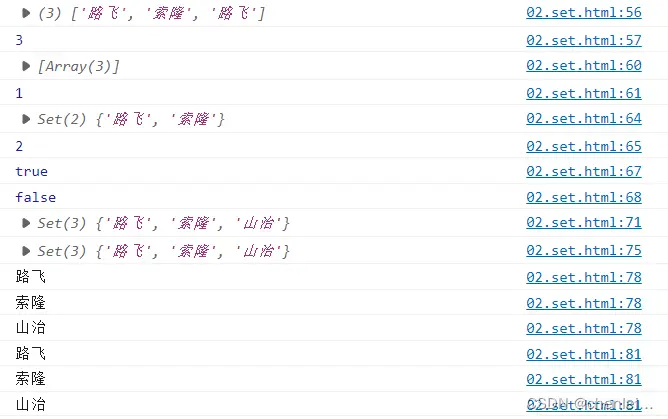 (3) ['路飞', '索隆', '路飞'] 02.set.html:56
3 02.set.html:57
[Array(3)] 02.set.html:60
1 02.set.html:61
Set(2) {'路飞', '索隆'} 02.set.html:64
2 02.set.html:65
true 02.set.html:67
false 02.set.html:68
Set(3) {'路飞', '索隆', '山治'} 02.set.html:71
Set(3) {'路飞', '索隆', '山治'} 02.set.html:75
路飞 02.set.html:78
索隆 02.set.html:78
山治 02.set.html:78
路飞 02.set.html:81
索隆 02.set.html:81
山治 02.set.html:81
CSDN